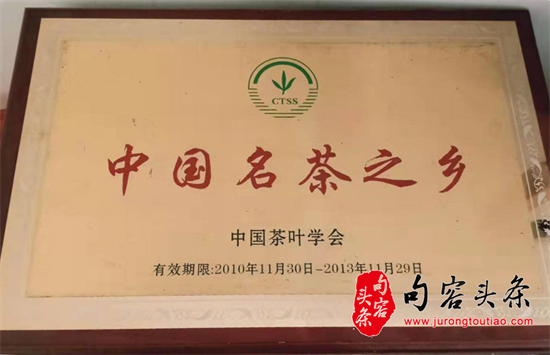 CTSS
中国名茶之乡
中国茶叶学会
有效期限:2010年11月30日-2013年11月29日
句容
头条
句容头条
www.jurongtoutiao.com